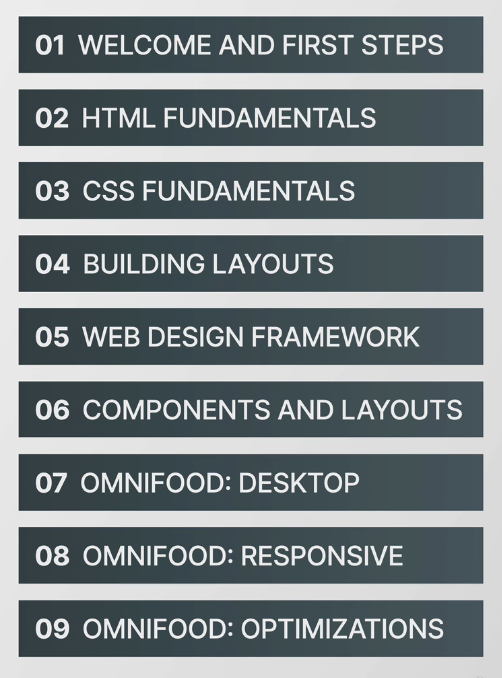 01 WELCOME AND FIRST STEPS
02 HTML FUNDAMENTALS
03 CSS FUNDAMENTALS
04 BUILDING LAYOUTS
05 WEB DESIGN FRAMEWORK
06 COMPONENTS AND LAYOUTS
07 OMNIFOOD: DESKTOP
08 OMNIFOOD: RESPONSIVE
09 OMNIFOOD: OPTIMIZATIONS